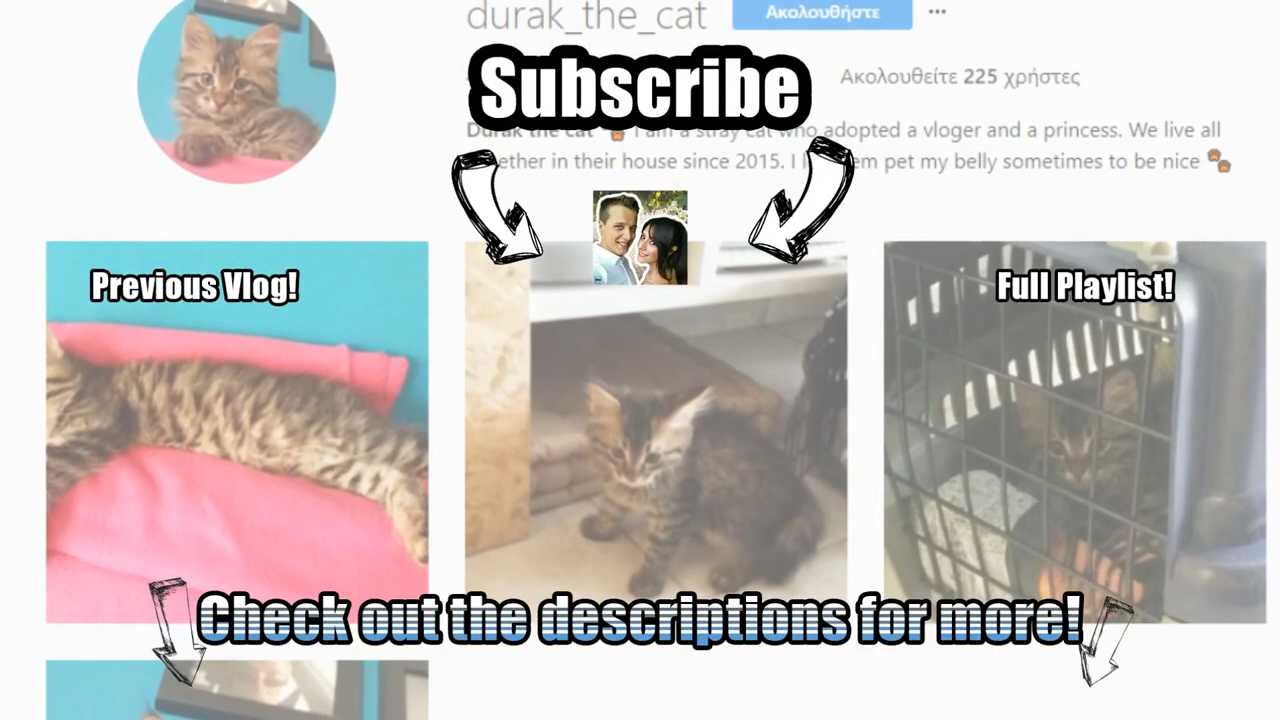 durak_the_cat Ακολουθήστε •••
Subscribe
Ακολουθείτε 225 χρήστες
Durak the cat I am a stray cat who adopted a vloger and a princess. We live all
together in their house since 2015. I em pet my belly sometimes to be nice
Previous Vlog!
Full Playlist!
Check out the descriptions for more!